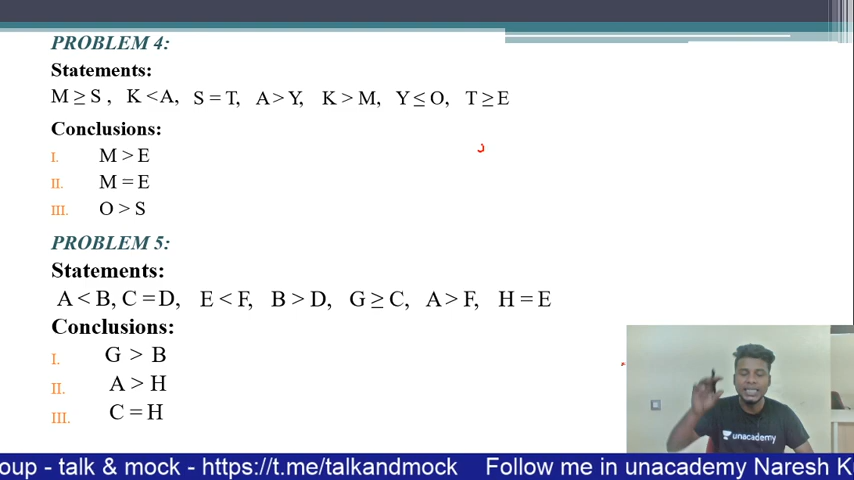 PROBLEM 4:
Statements:
M ≥ S , K < A, S = T, A > Y, K > M, Y ≤ O, T ≥ E
Conclusions:
I. M > E
II. M = E
III. O > S
PROBLEM 5:
Statements:
A < B, C = D, E < F, B > D, G ≥ C, A > F, H = E
Conclusions:
I. G > B
II. A > H
III. C = H
unacademy
oup - talk & mock - https://t.me/talkandmock Follow me in unacademy Naresh K